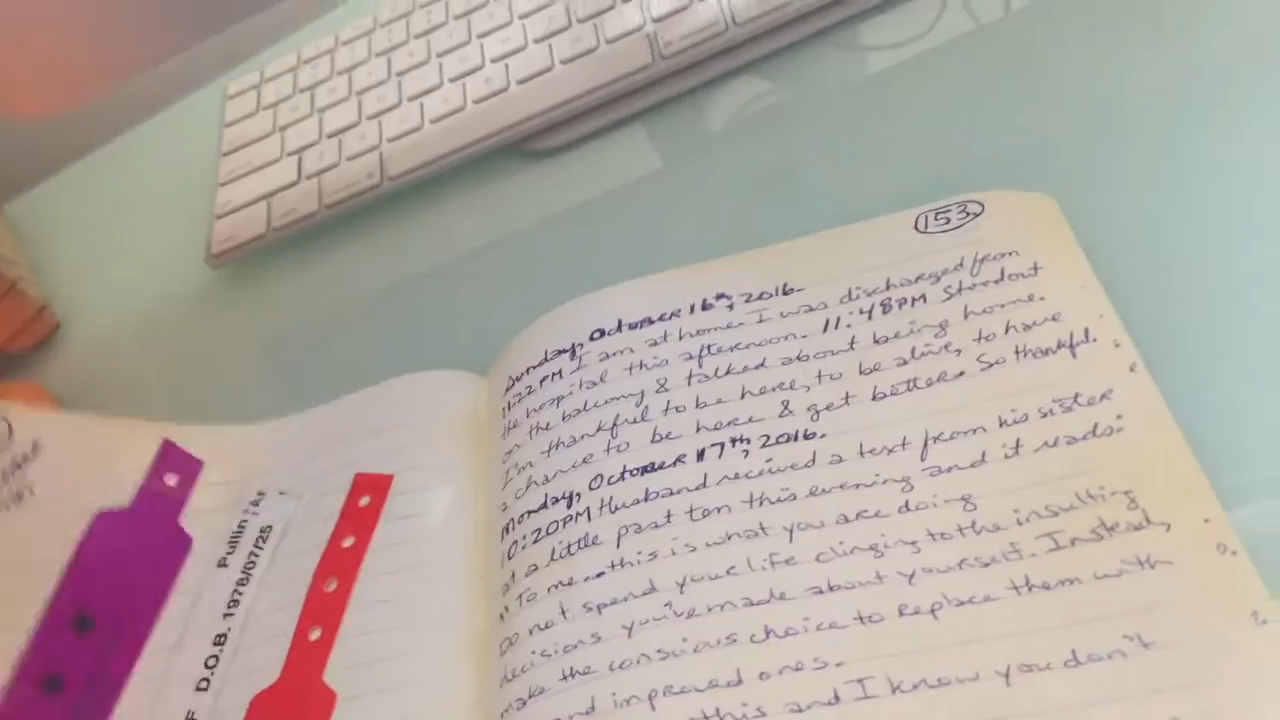 153.
Sunday, October 16th, 2016.
11:22PM I am at home. I was discharged from
the hospital this afternoon. 11:48PM Stood out
on the balcony & talked about being home.
I'm thankful to be here, to be alive, to have
a chance to be here & get better. So thankful.
Monday, October 17th, 2016.
10:20PM Husband received a text from his sister
at a little past ten this evening and it reads:
"To me... this is what you are doing
Do not spend your life clinging to the insulting
decisions you've made about yourself. Instead,
make the conscious choice to replace them with
and improved ones.
this and I know you don't
Pullin
D.O.B. 1978/07/25
F